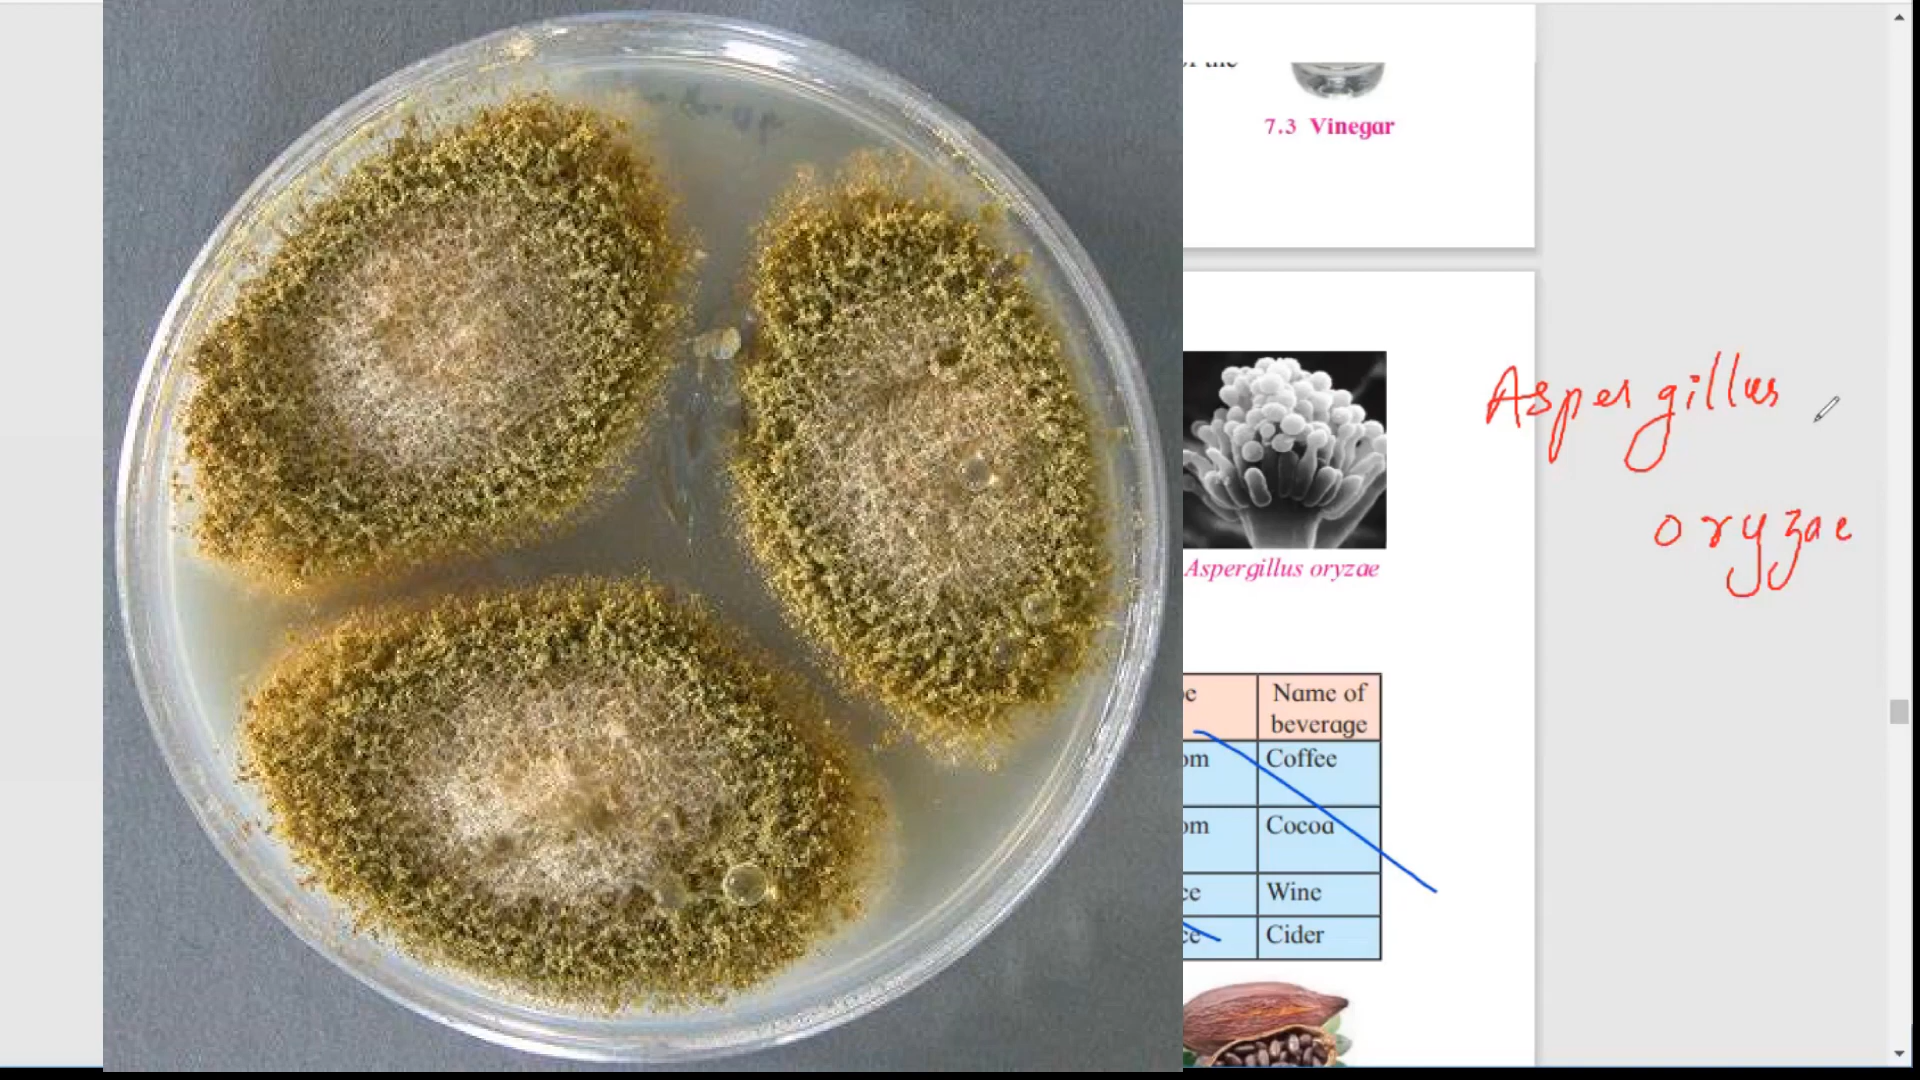 7.3 Vinegar
Aspergillus
oryzae
Aspergillus oryzae
Name of
beverage
Coffee
Cocoa
Wine
Cider